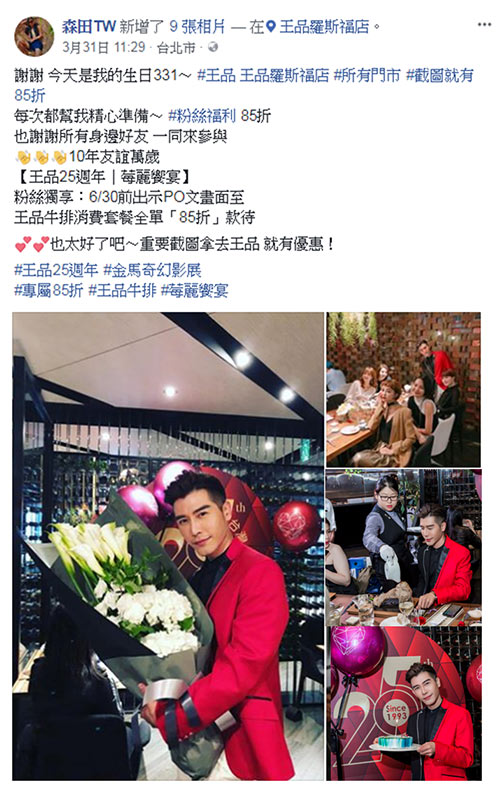 森田TW 新增了 9 張相片 — 在 王品羅斯福店。
3月31日 11:29 · 台北市 ·
謝謝 今天是我的生日331～ #王品 王品羅斯福店 #所有門市 #截圖就有
85折
每次都幫我精心準備～ #粉絲福利 85折
也謝謝所有身邊好友 一同來參與
👏👏👏10年友誼萬歲
【王品25週年｜莓麗饗宴】
粉絲獨享：6/30前出示PO文畫面至
王品牛排消費套餐全單「85折」款待
💕💕也太好了吧～重要截圖拿去王品 就有優惠！
#王品25週年 #金馬奇幻影展
#專屬85折 #王品牛排 #莓麗饗宴
25th
Since
1993